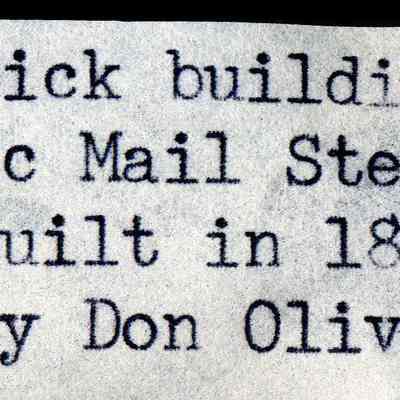 ick buildi
c Mail Ste
uilt in 18
y Don Oliv